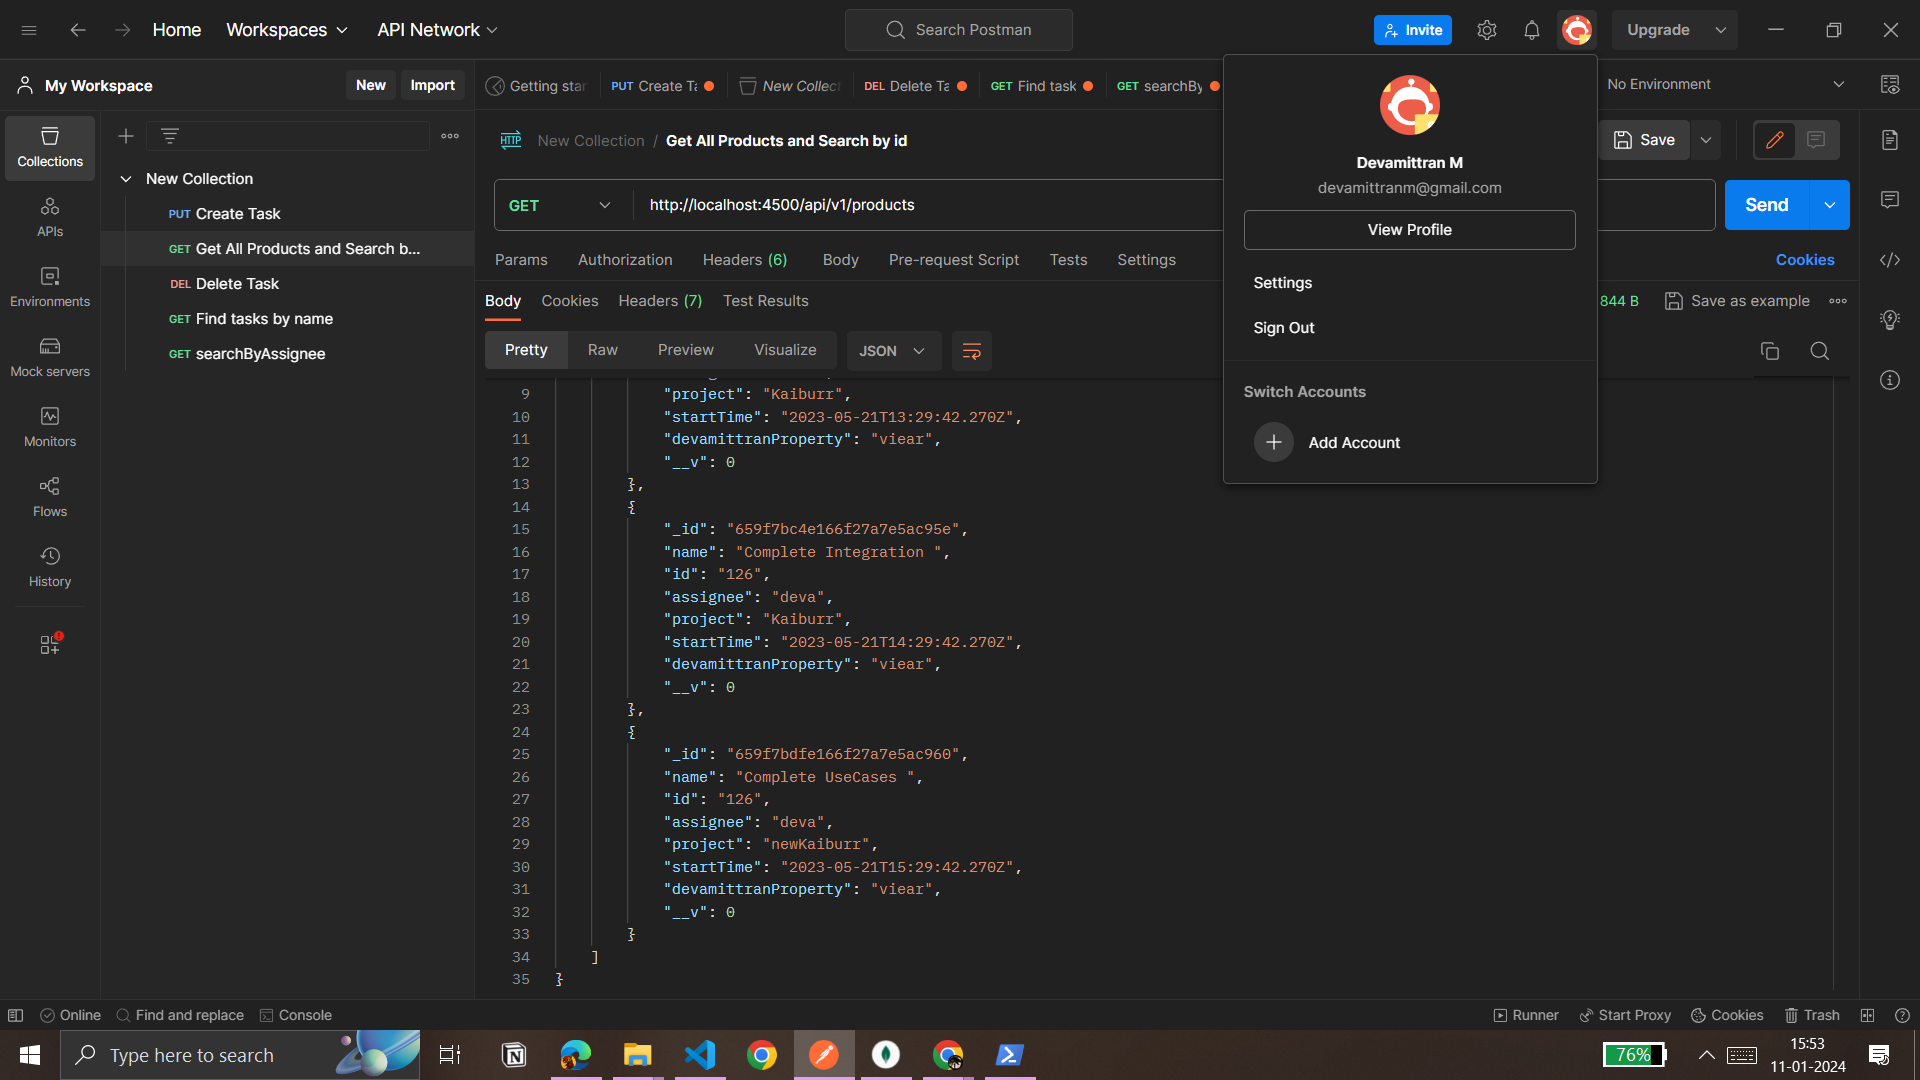 Home
Workspaces
API Network
Search Postman
Invite
Upgrade
My Workspace
New
Import
Getting star
PUT Create Ta
New Collect
DEL Delete Ta
GET Find task
GET searchBy
No Environment
Collections
APIs
Environments
Mock servers
Monitors
Flows
History
New Collection
PUT Create Task
GET Get All Products and Search b...
DEL Delete Task
GET Find tasks by name
GET searchByAssignee
HTTP New Collection / Get All Products and Search by id
Save
GET
http://localhost:4500/api/v1/products
Send
Params
Authorization
Headers (6)
Body
Pre-request Script
Tests
Settings
Cookies
Body
Cookies
Headers (7)
Test Results
844 B
Save as example
Pretty
Raw
Preview
Visualize
JSON
9 "project": "Kaiburr",
10 "startTime": "2023-05-21T13:29:42.270Z",
11 "devamittranProperty": "viear",
12 "__v": 0
13 },
14 {
15 "_id": "659f7bc4e166f27a7e5ac95e",
16 "name": "Complete Integration ",
17 "id": "126",
18 "assignee": "deva",
19 "project": "Kaiburr",
20 "startTime": "2023-05-21T14:29:42.270Z",
21 "devamittranProperty": "viear",
22 "__v": 0
23 },
24 {
25 "_id": "659f7bdfe166f27a7e5ac960",
26 "name": "Complete UseCases ",
27 "id": "126",
28 "assignee": "deva",
29 "project": "newKaiburr",
30 "startTime": "2023-05-21T15:29:42.270Z",
31 "devamittranProperty": "viear",
32 "__v": 0
33 }
34 ]
35 }
Devamittran M
devamittranm@gmail.com
View Profile
Settings
Sign Out
Switch Accounts
Add Account
Online
Find and replace
Console
Runner
Start Proxy
Cookies
Trash
Type here to search
76%
15:53
11-01-2024